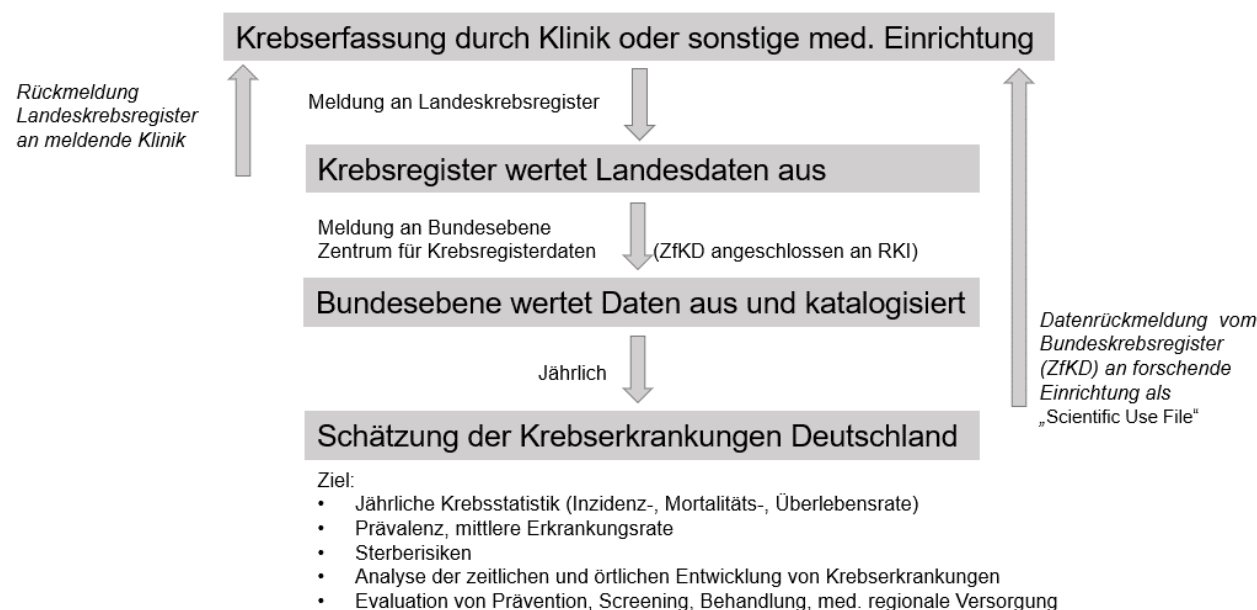 Krebserfassung durch Klinik oder sonstige med. Einrichtung
Rückmeldung
Landeskrebsregister
an meldende Klinik
Meldung an Landeskrebsregister
Krebsregister wertet Landesdaten aus
Meldung an Bundesebene
Zentrum für Krebsregisterdaten
(ZfKD angeschlossen an RKI)
Bundesebene wertet Daten aus und katalogisiert
Jährlich
Datenrückmeldung vom
Bundeskrebsregister
(ZfKD) an forschende
Einrichtung als
„Scientific Use File“
Schätzung der Krebserkrankungen Deutschland
Ziel:
• Jährliche Krebsstatistik (Inzidenz-, Mortalitäts-, Überlebensrate)
• Prävalenz, mittlere Erkrankungsrate
• Sterberisiken
• Analyse der zeitlichen und örtlichen Entwicklung von Krebserkrankungen
• Evaluation von Prävention, Screening, Behandlung, med. regionale Versorgung